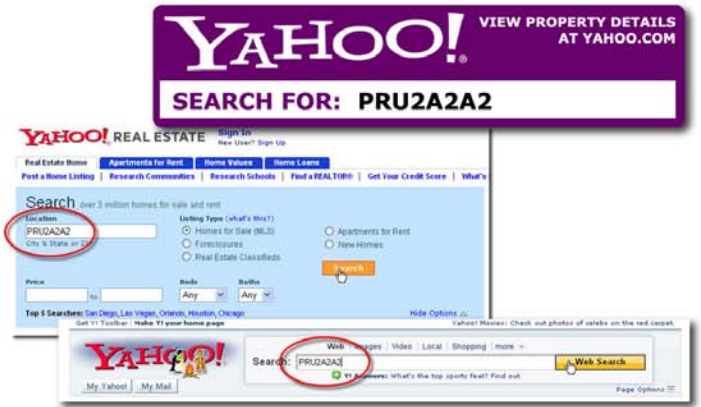 YAHOO!
VIEW PROPERTY DETAILS
AT YAHOO.COM
SEARCH FOR: PRU2A2A2
YAHOO! REAL ESTATE
Sign In
New User? Sign Up
Real Estate Home Apartments for Rent Home Values Home Loans
Post a Home Listing | Research Communities | Research Schools | Find a REALTOR® | Get Your Credit Score | What's
Search over 3 million homes for sale and rent
Location Listing Type (what's this?)
PRU2A2A2 Homes for Sale (MLS) Apartments for Rent
City & State or Foreclosures New Homes
Real Estate Classifieds
Search
Price Beds Baths
to Any Any
Top 5 Searches: San Diego, Las Vegas, Orlando, Houston, Chicago Hide Options
Get Y! Toolbar | Make Y! your home page Yahoo! Movies: Check out photos of celebs on the red carpet.
YAHOO!
Web | Images | Video | Local | Shopping | more
Search: PRU2A2A2 Web Search
Y! Answers: What's the top sports feat? Find out
My Yahoo! My Mail Page Options